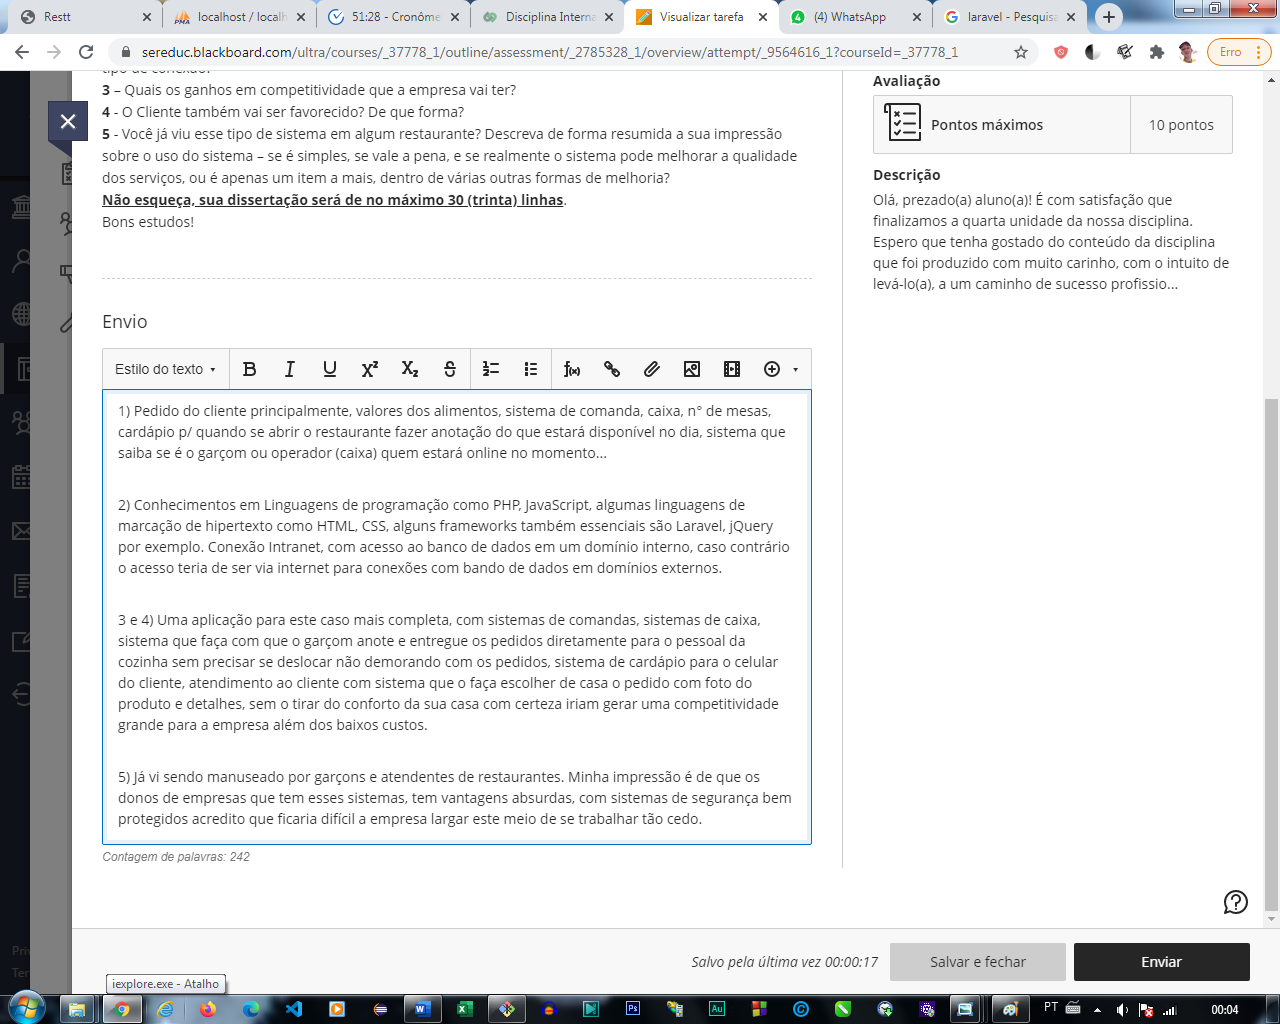 Restt
localhost / localh
51:28 - Cronôme
Disciplina Interna
Visualizar tarefa
(4) WhatsApp
laravel - Pesquisa
sereduc.blackboard.com/ultra/courses/_37778_1/outline/assessment/_2785328_1/overview/attempt/_9564616_1?courseId=_37778_1
Erro
tipo de conexão?
3 – Quais os ganhos em competitividade que a empresa vai ter?
4 - O Cliente também vai ser favorecido? De que forma?
5 - Você já viu esse tipo de sistema em algum restaurante? Descreva de forma resumida a sua impressão
sobre o uso do sistema – se é simples, se vale a pena, e se realmente o sistema pode melhorar a qualidade
dos serviços, ou é apenas um item a mais, dentro de várias outras formas de melhoria?
Não esqueça, sua dissertação será de no máximo 30 (trinta) linhas.
Bons estudos!
Envio
Estilo do texto
1) Pedido do cliente principalmente, valores dos alimentos, sistema de comanda, caixa, n° de mesas,
cardápio p/ quando se abrir o restaurante fazer anotação do que estará disponível no dia, sistema que
saiba se é o garçom ou operador (caixa) quem estará online no momento...
2) Conhecimentos em Linguagens de programação como PHP, JavaScript, algumas linguagens de
marcação de hipertexto como HTML, CSS, alguns frameworks também essenciais são Laravel, jQuery
por exemplo. Conexão Intranet, com acesso ao banco de dados em um domínio interno, caso contrário
o acesso teria de ser via internet para conexões com bando de dados em domínios externos.
3 e 4) Uma aplicação para este caso mais completa, com sistemas de comandas, sistemas de caixa,
sistema que faça com que o garçom anote e entregue os pedidos diretamente para o pessoal da
cozinha sem precisar se deslocar não demorando com os pedidos, sistema de cardápio para o celular
do cliente, atendimento ao cliente com sistema que o faça escolher de casa o pedido com foto do
produto e detalhes, sem o tirar do conforto da sua casa com certeza iriam gerar uma competitividade
grande para a empresa além dos baixos custos.
5) Já vi sendo manuseado por garçons e atendentes de restaurantes. Minha impressão é de que os
donos de empresas que tem esses sistemas, tem vantagens absurdas, com sistemas de segurança bem
protegidos acredito que ficaria difícil a empresa largar este meio de se trabalhar tão cedo.
Contagem de palavras: 242
Avaliação
Pontos máximos
10 pontos
Descrição
Olá, prezado(a) aluno(a)! É com satisfação que
finalizamos a quarta unidade da nossa disciplina.
Espero que tenha gostado do conteúdo da disciplina
que foi produzido com muito carinho, com o intuito de
levá-lo(a), a um caminho de sucesso profissio...
Priv
Ter
Salvo pela última vez 00:00:17
Salvar e fechar
Enviar
iexplore.exe - Atalho
PT
00:04